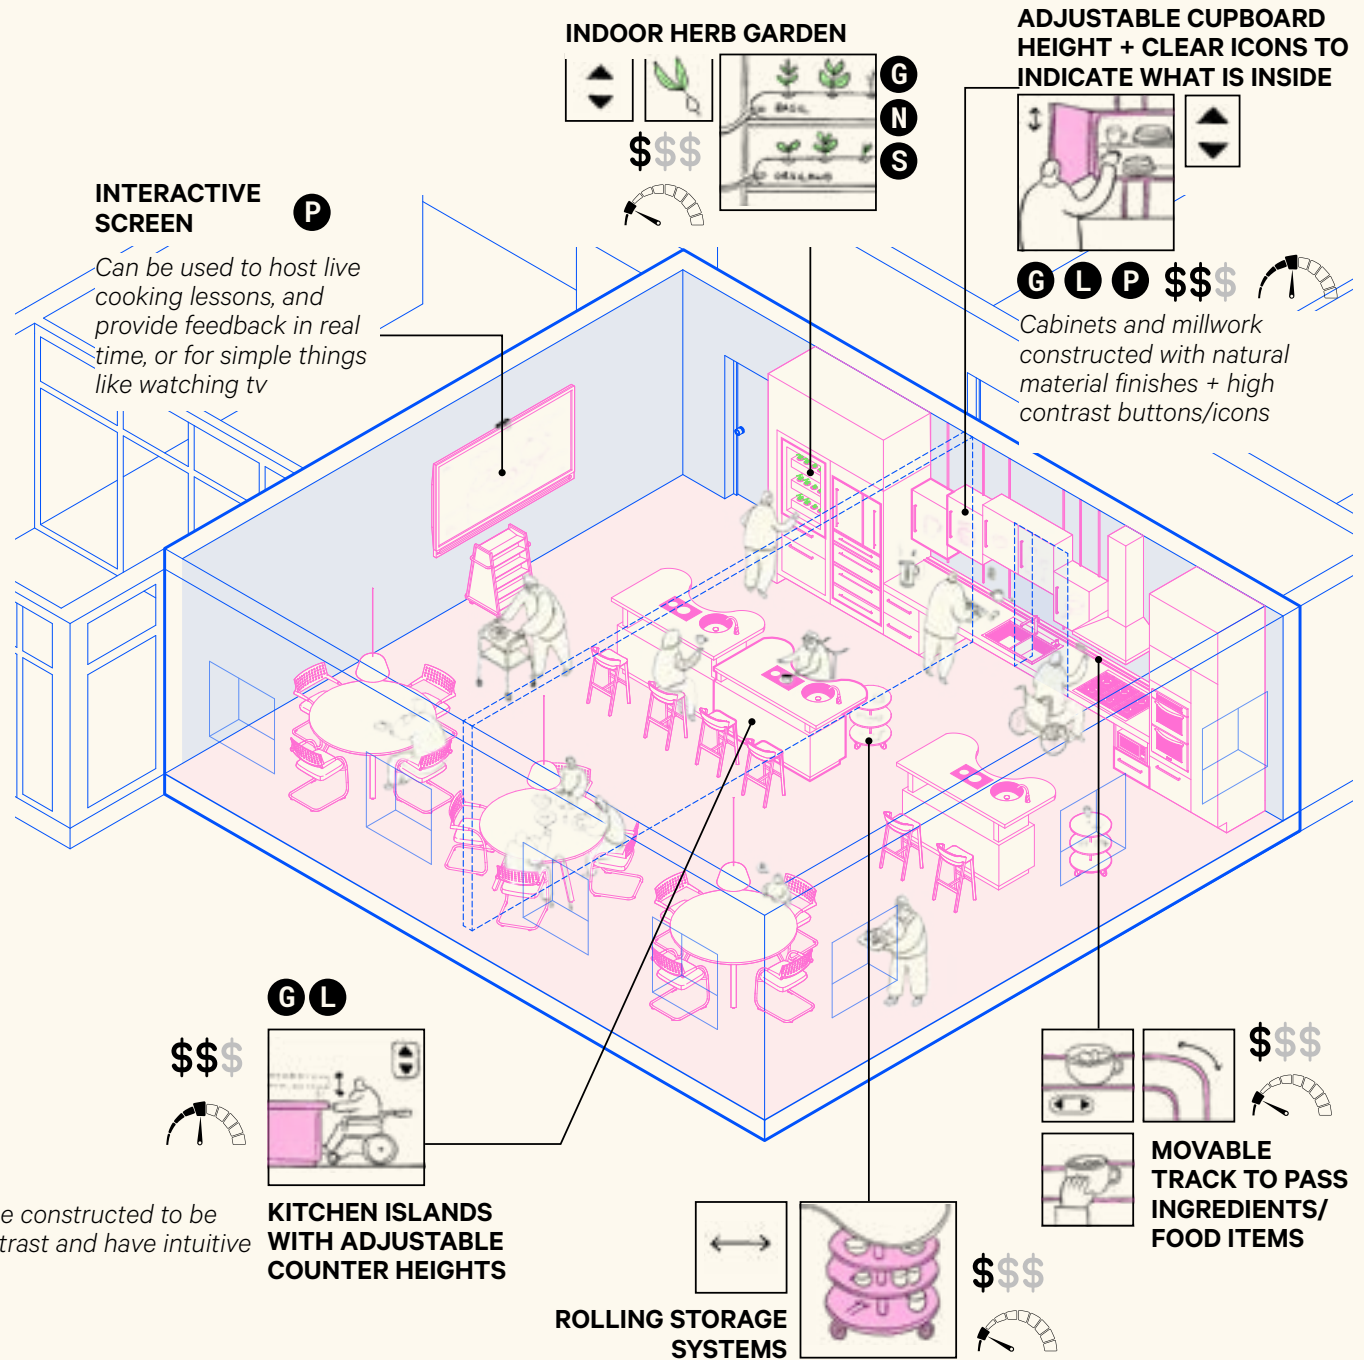 INDOOR HERB GARDEN
BASIL
OREGANO
G
N
S
$$$
ADJUSTABLE CUPBOARD
HEIGHT + CLEAR ICONS TO
INDICATE WHAT IS INSIDE
G L P $$$
Cabinets and millwork
constructed with natural
material finishes + high
contrast buttons/icons
INTERACTIVE
SCREEN
P
Can be used to host live
cooking lessons, and
provide feedback in real
time, or for simple things
like watching tv
G L
$$$
e constructed to be
trast and have intuitive
KITCHEN ISLANDS
WITH ADJUSTABLE
COUNTER HEIGHTS
ROLLING STORAGE
SYSTEMS
$$$
$$$
MOVABLE
TRACK TO PASS
INGREDIENTS/
FOOD ITEMS